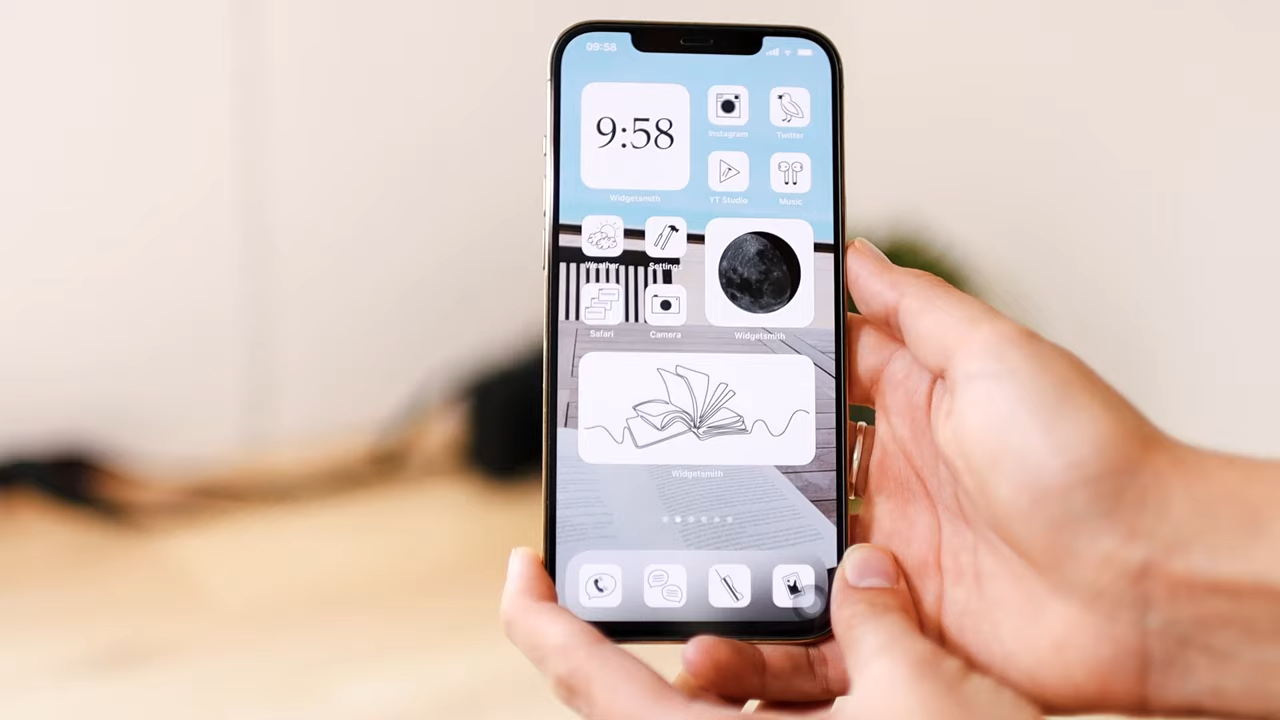 09:58
9:58
Widgetsmith
Instagram
Twitter
YT Studio
Music
Weather
Settings
Safari
Camera
Widgetsmith
Widgetsmith